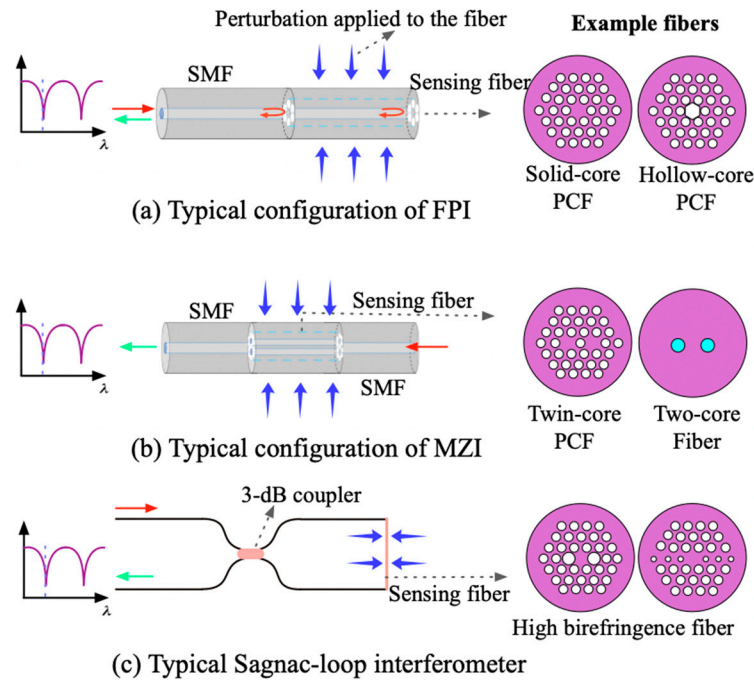 Perturbation applied to the fiber
Example fibers
SMF
Sensing fiber
λ
Solid-core
PCF
Hollow-core
PCF
(a) Typical configuration of FPI
SMF
Sensing fiber
λ
SMF
Twin-core
PCF
Two-core
Fiber
(b) Typical configuration of MZI
3-dB coupler
λ
Sensing fiber
High birefringence fiber
(c) Typical Sagnac-loop interferometer